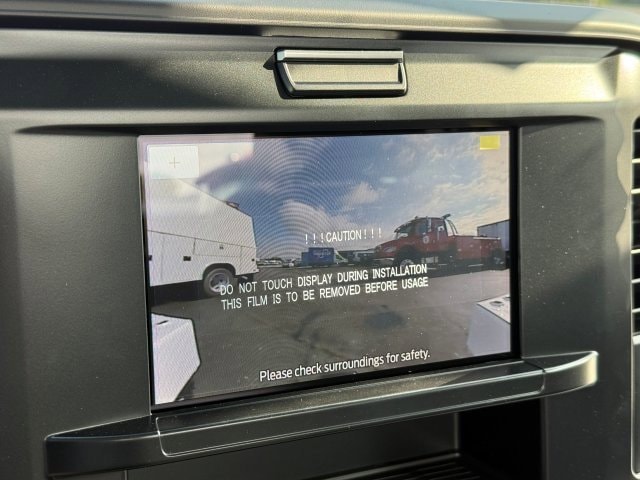 ! ! ! CAUTION ! ! !
DO NOT TOUCH DISPLAY DURING INSTALLATION
THIS FILM IS TO BE REMOVED BEFORE USAGE
Please check surroundings for safety.